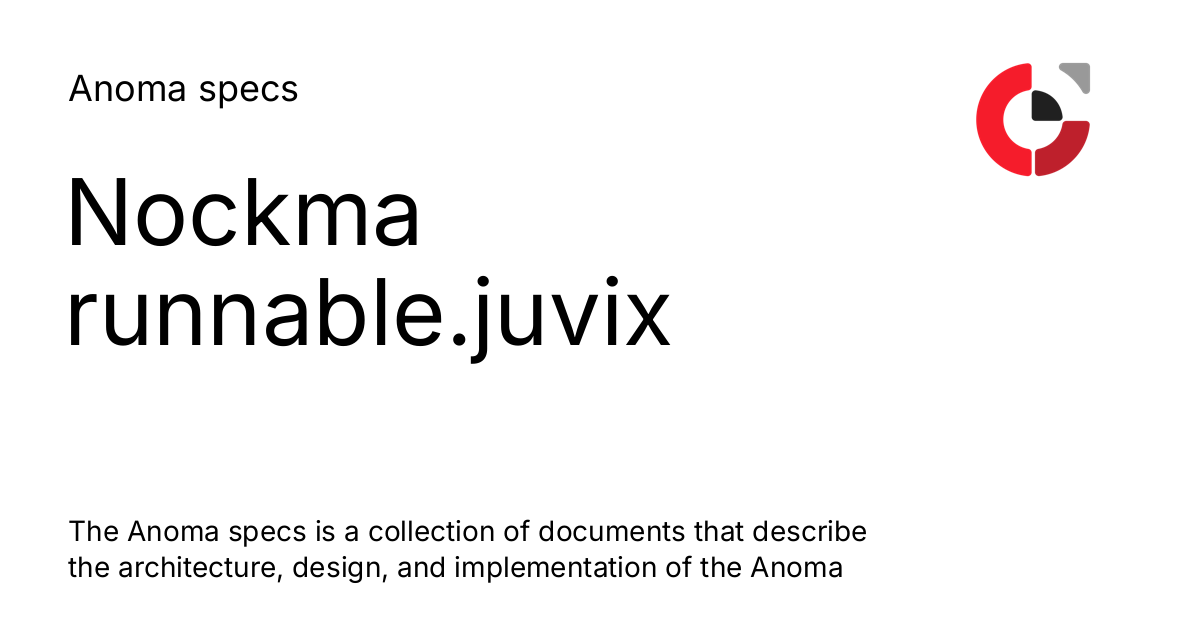 Anoma specs
Nockma
runnable.juvix
The Anoma specs is a collection of documents that describe
the architecture, design, and implementation of the Anoma